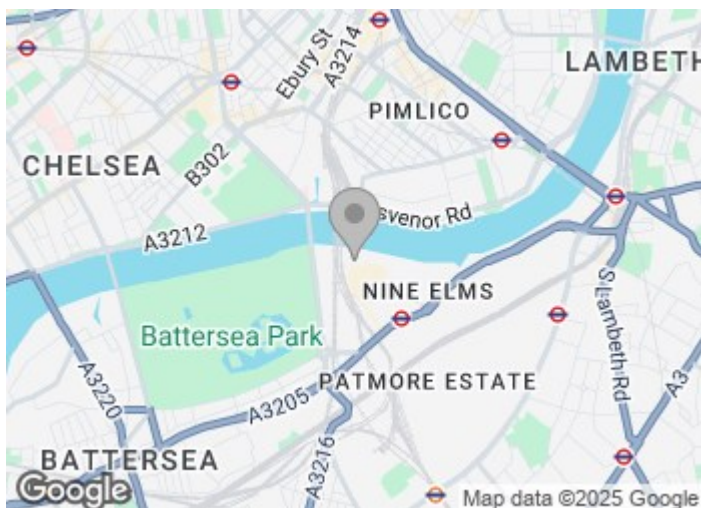 Ebury St
A3214
LAMBETH
PIMLICO
CHELSEA
B302
svenor Rd
A3212
NINE ELMS
S Lambeth Rd
Battersea Park
A3220
A3205
PATMORE ESTATE
A3
A3216
BATTERSEA
Google
Map data ©2025 Google